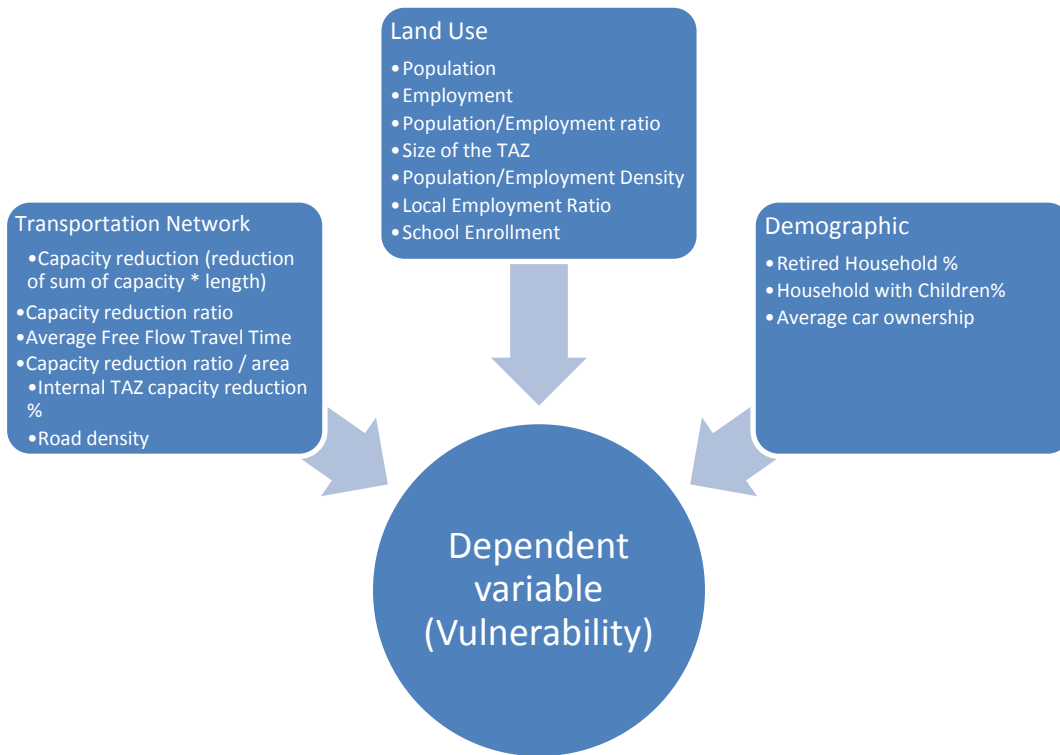 Land Use
•Population
•Employment
•Population/Employment ratio
•Size of the TAZ
•Population/Employment Density
•Local Employment Ratio
•School Enrollment
Transportation Network
•Capacity reduction (reduction
of sum of capacity * length)
•Capacity reduction ratio
•Average Free Flow Travel Time
•Capacity reduction ratio / area
•Internal TAZ capacity reduction
%
•Road density
Demographic
•Retired Household %
•Household with Children%
•Average car ownership
Dependent
variable
(Vulnerability)